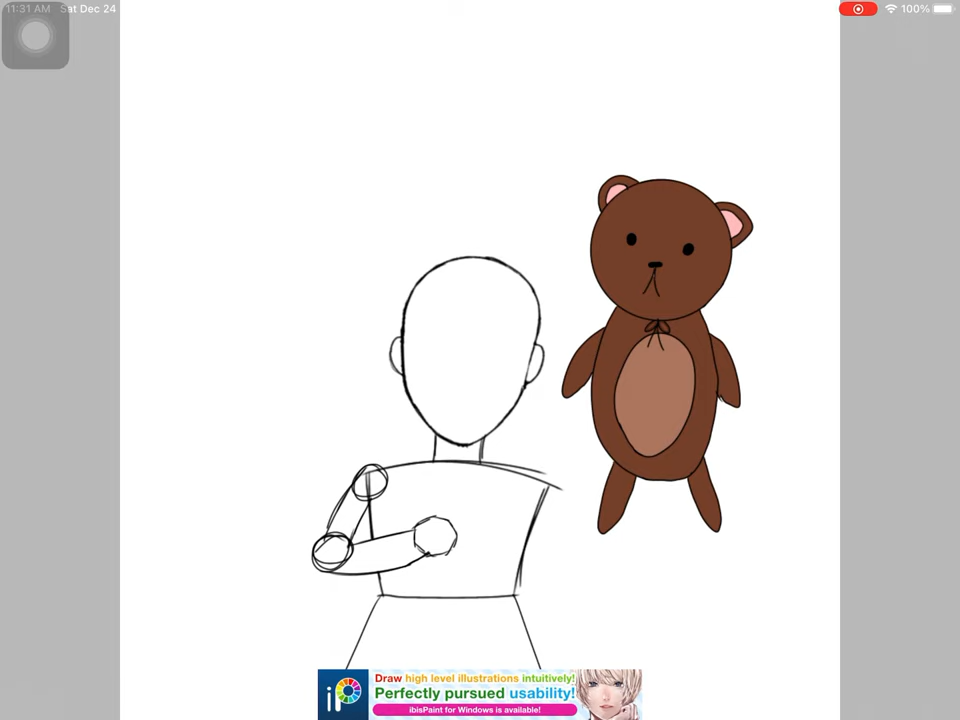 11:31 AM Sat Dec 24
100%
iP
Draw high level illustrations intuitively!
Perfectly pursued usability!
ibisPaint for Windows is available!